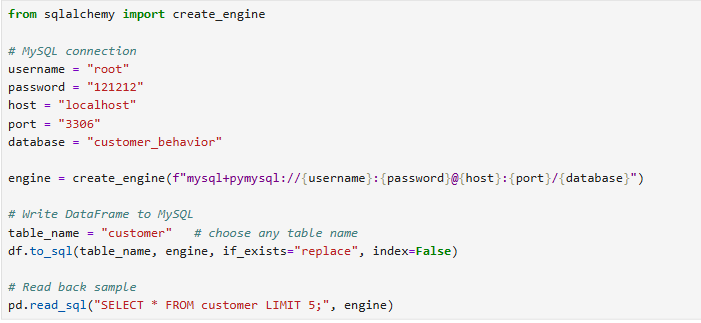 from sqlalchemy import create_engine
# MySQL connection
username = "root"
password = "121212"
host = "localhost"
port = "3306"
database = "customer_behavior"
engine = create_engine(f"mysql+pymysql://{username}:{password}@{host}:{port}/{database}")
# Write DataFrame to MySQL
table_name = "customer"   # choose any table name
df.to_sql(table_name, engine, if_exists="replace", index=False)
# Read back sample
pd.read_sql("SELECT * FROM customer LIMIT 5;", engine)